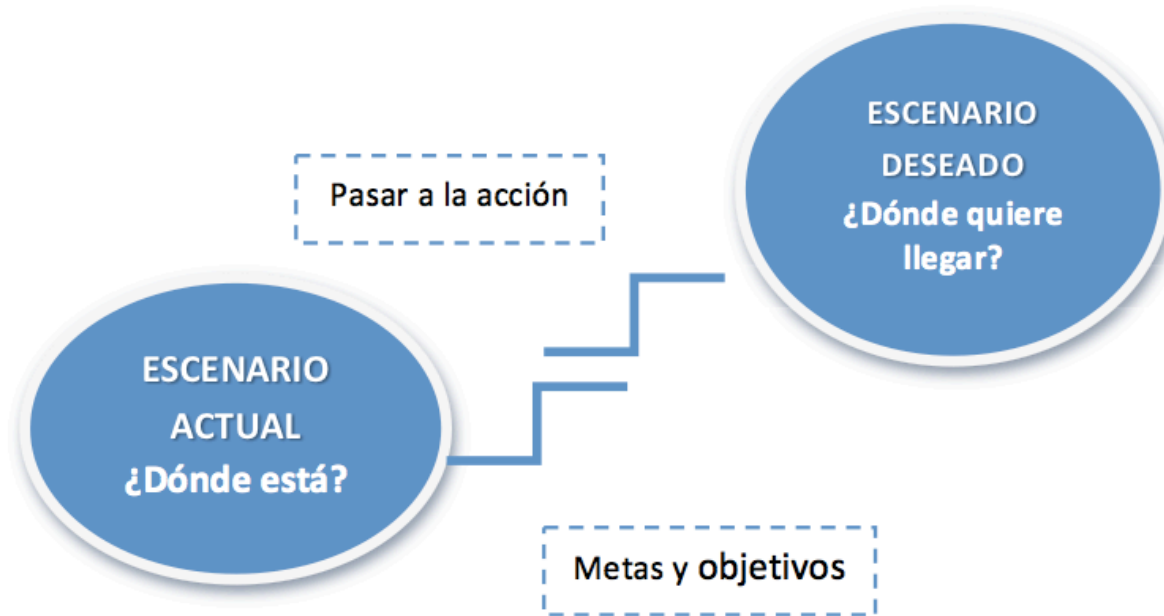 ESCENARIO
DESEADO
¿Dónde quiere
llegar?
Pasar a la acción
ESCENARIO
ACTUAL
¿Dónde está?
Metas y objetivos